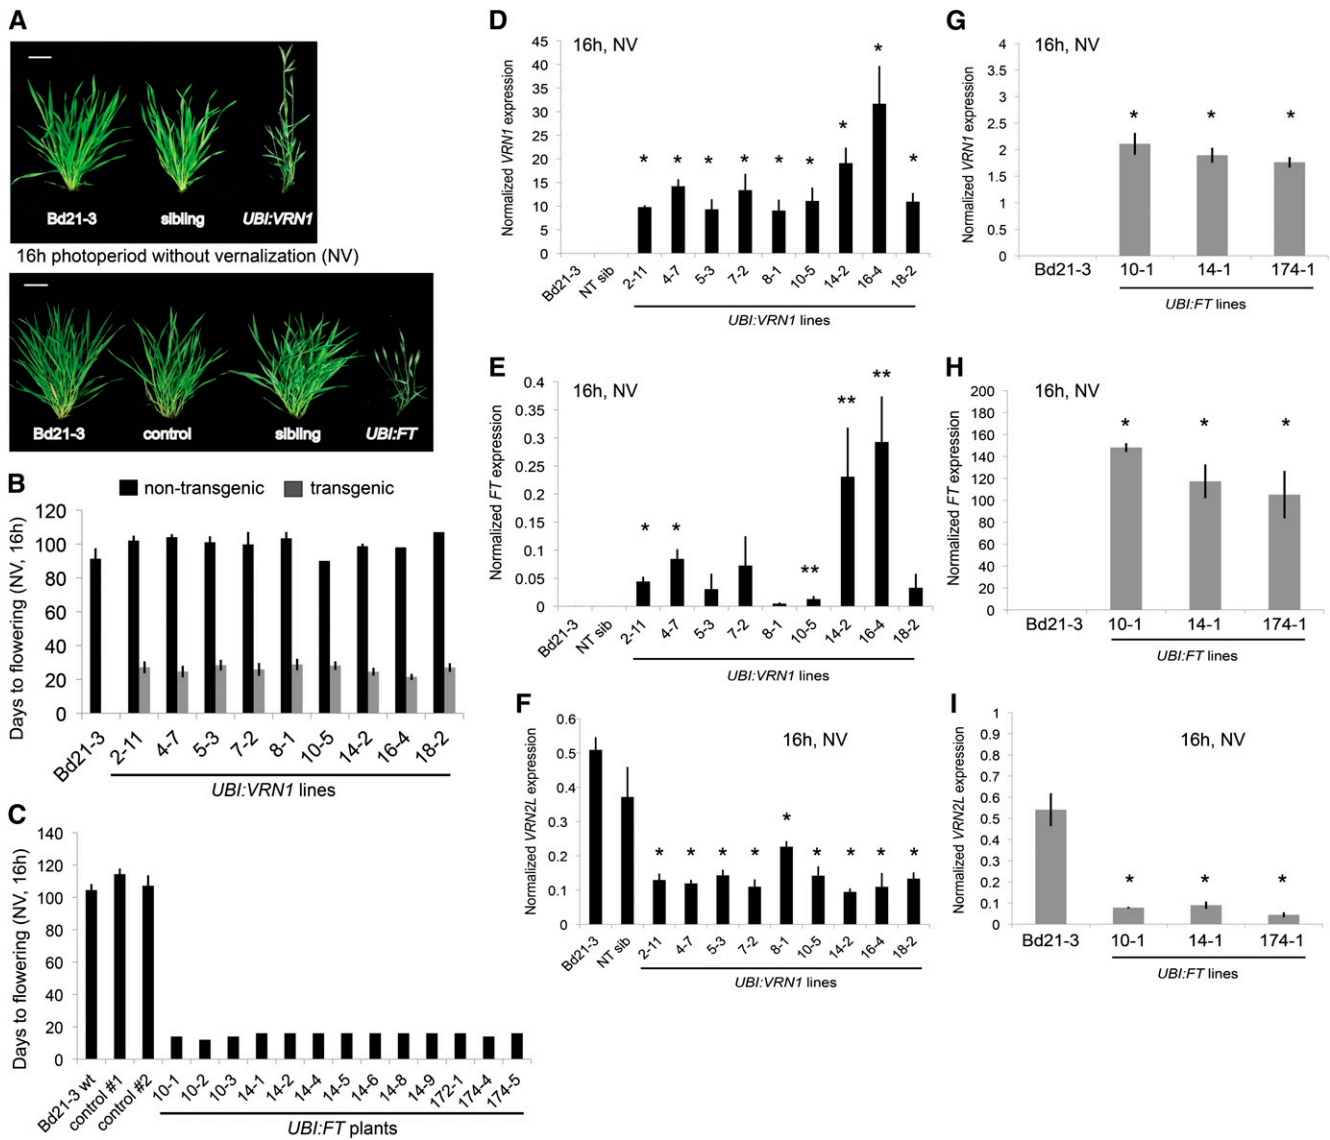 A
Bd21-3 sibling UBI:VRN1
16h photoperiod without vernalization (NV)
Bd21-3 control sibling UBI:FT
B
non-transgenic transgenic
Days to flowering (NV, 16h)
120
100
80
60
40
20
0
Bd21-3 2-11 4-7 5-3 7-2 8-1 10-5 14-2 16-4 18-2
UBI:VRN1 lines
C
Days to flowering (NV, 16h)
140
120
100
80
60
40
20
0
Bd21-3 wt control #1 control #2 10-1 10-2 10-3 14-1 14-2 14-4 14-5 14-6 14-8 14-9 172-1 174-4 174-5
UBI:FT plants
D
16h, NV
Normalized VRN1 expression
45
40
35
30
25
20
15
10
5
0
* * * * * * * * *
Bd21-3 NT sib 2-11 4-7 5-3 7-2 8-1 10-5 14-2 16-4 18-2
UBI:VRN1 lines
E
16h, NV
Normalized FT expression
0.4
0.35
0.3
0.25
0.2
0.15
0.1
0.05
0
* * ** ** **
Bd21-3 NT sib 2-11 4-7 5-3 7-2 8-1 10-5 14-2 16-4 18-2
UBI:VRN1 lines
F
16h, NV
Normalized VRN2L expression
0.6
0.5
0.4
0.3
0.2
0.1
0
* * * * * * * * *
Bd21-3 NT sib 2-11 4-7 5-3 7-2 8-1 10-5 14-2 16-4 18-2
UBI:VRN1 lines
G
16h, NV
Normalized VRN1 expression
4
3.5
3
2.5
2
1.5
1
0.5
0
* * *
Bd21-3 10-1 14-1 174-1
UBI:FT lines
H
16h, NV
Normalized FT expression
200
180
160
140
120
100
80
60
40
20
0
* * *
Bd21-3 10-1 14-1 174-1
UBI:FT lines
I
16h, NV
Normalized VRN2L expression
1
0.9
0.8
0.7
0.6
0.5
0.4
0.3
0.2
0.1
0
* * *
Bd21-3 10-1 14-1 174-1
UBI:FT lines